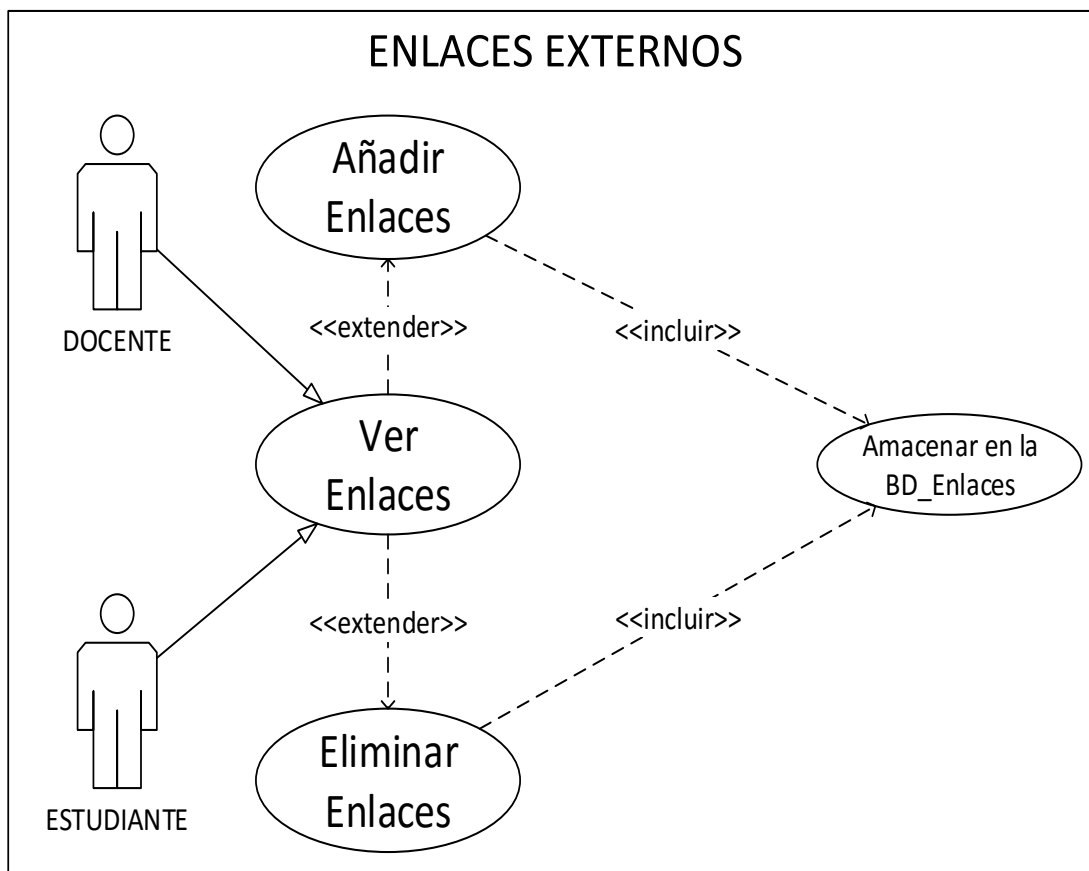 ENLACES EXTERNOS
Añadir
Enlaces
<<extender>>
<<incluir>>
DOCENTE
Ver
Enlaces
Amacenar en la
BD_Enlaces
<<extender>>
<<incluir>>
Eliminar
Enlaces
ESTUDIANTE